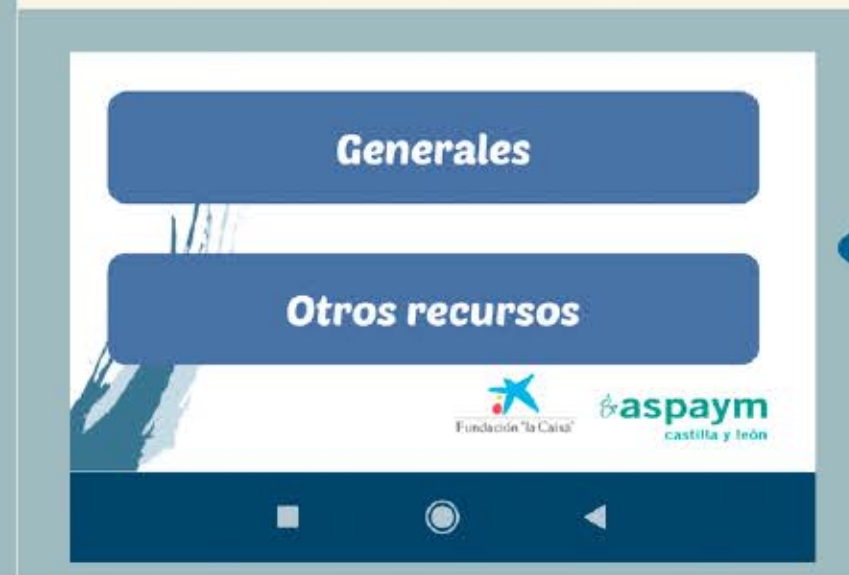 Generales
Otros recursos
Fundación "la Caixa"
aspaym
castilla y león